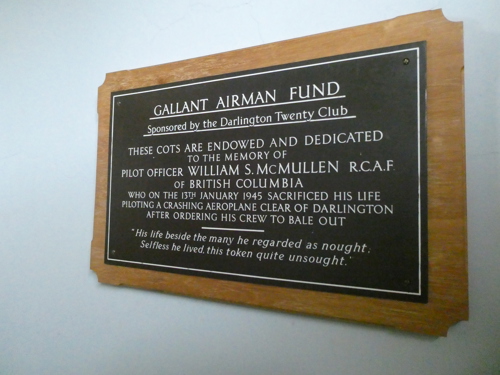 GALLANT AIRMAN FUND
Sponsored by the Darlington Twenty Club
THESE COTS ARE ENDOWED AND DEDICATED
TO THE MEMORY OF
PILOT OFFICER WILLIAM S. McMULLEN R.C.A.F.
OF BRITISH COLUMBIA
WHO ON THE 13TH JANUARY 1945 SACRIFICED HIS LIFE
PILOTING A CRASHING AEROPLANE CLEAR OF DARLINGTON
AFTER ORDERING HIS CREW TO BALE OUT
"His life beside the many he regarded as nought,
Selfless he lived, this token quite unsought."